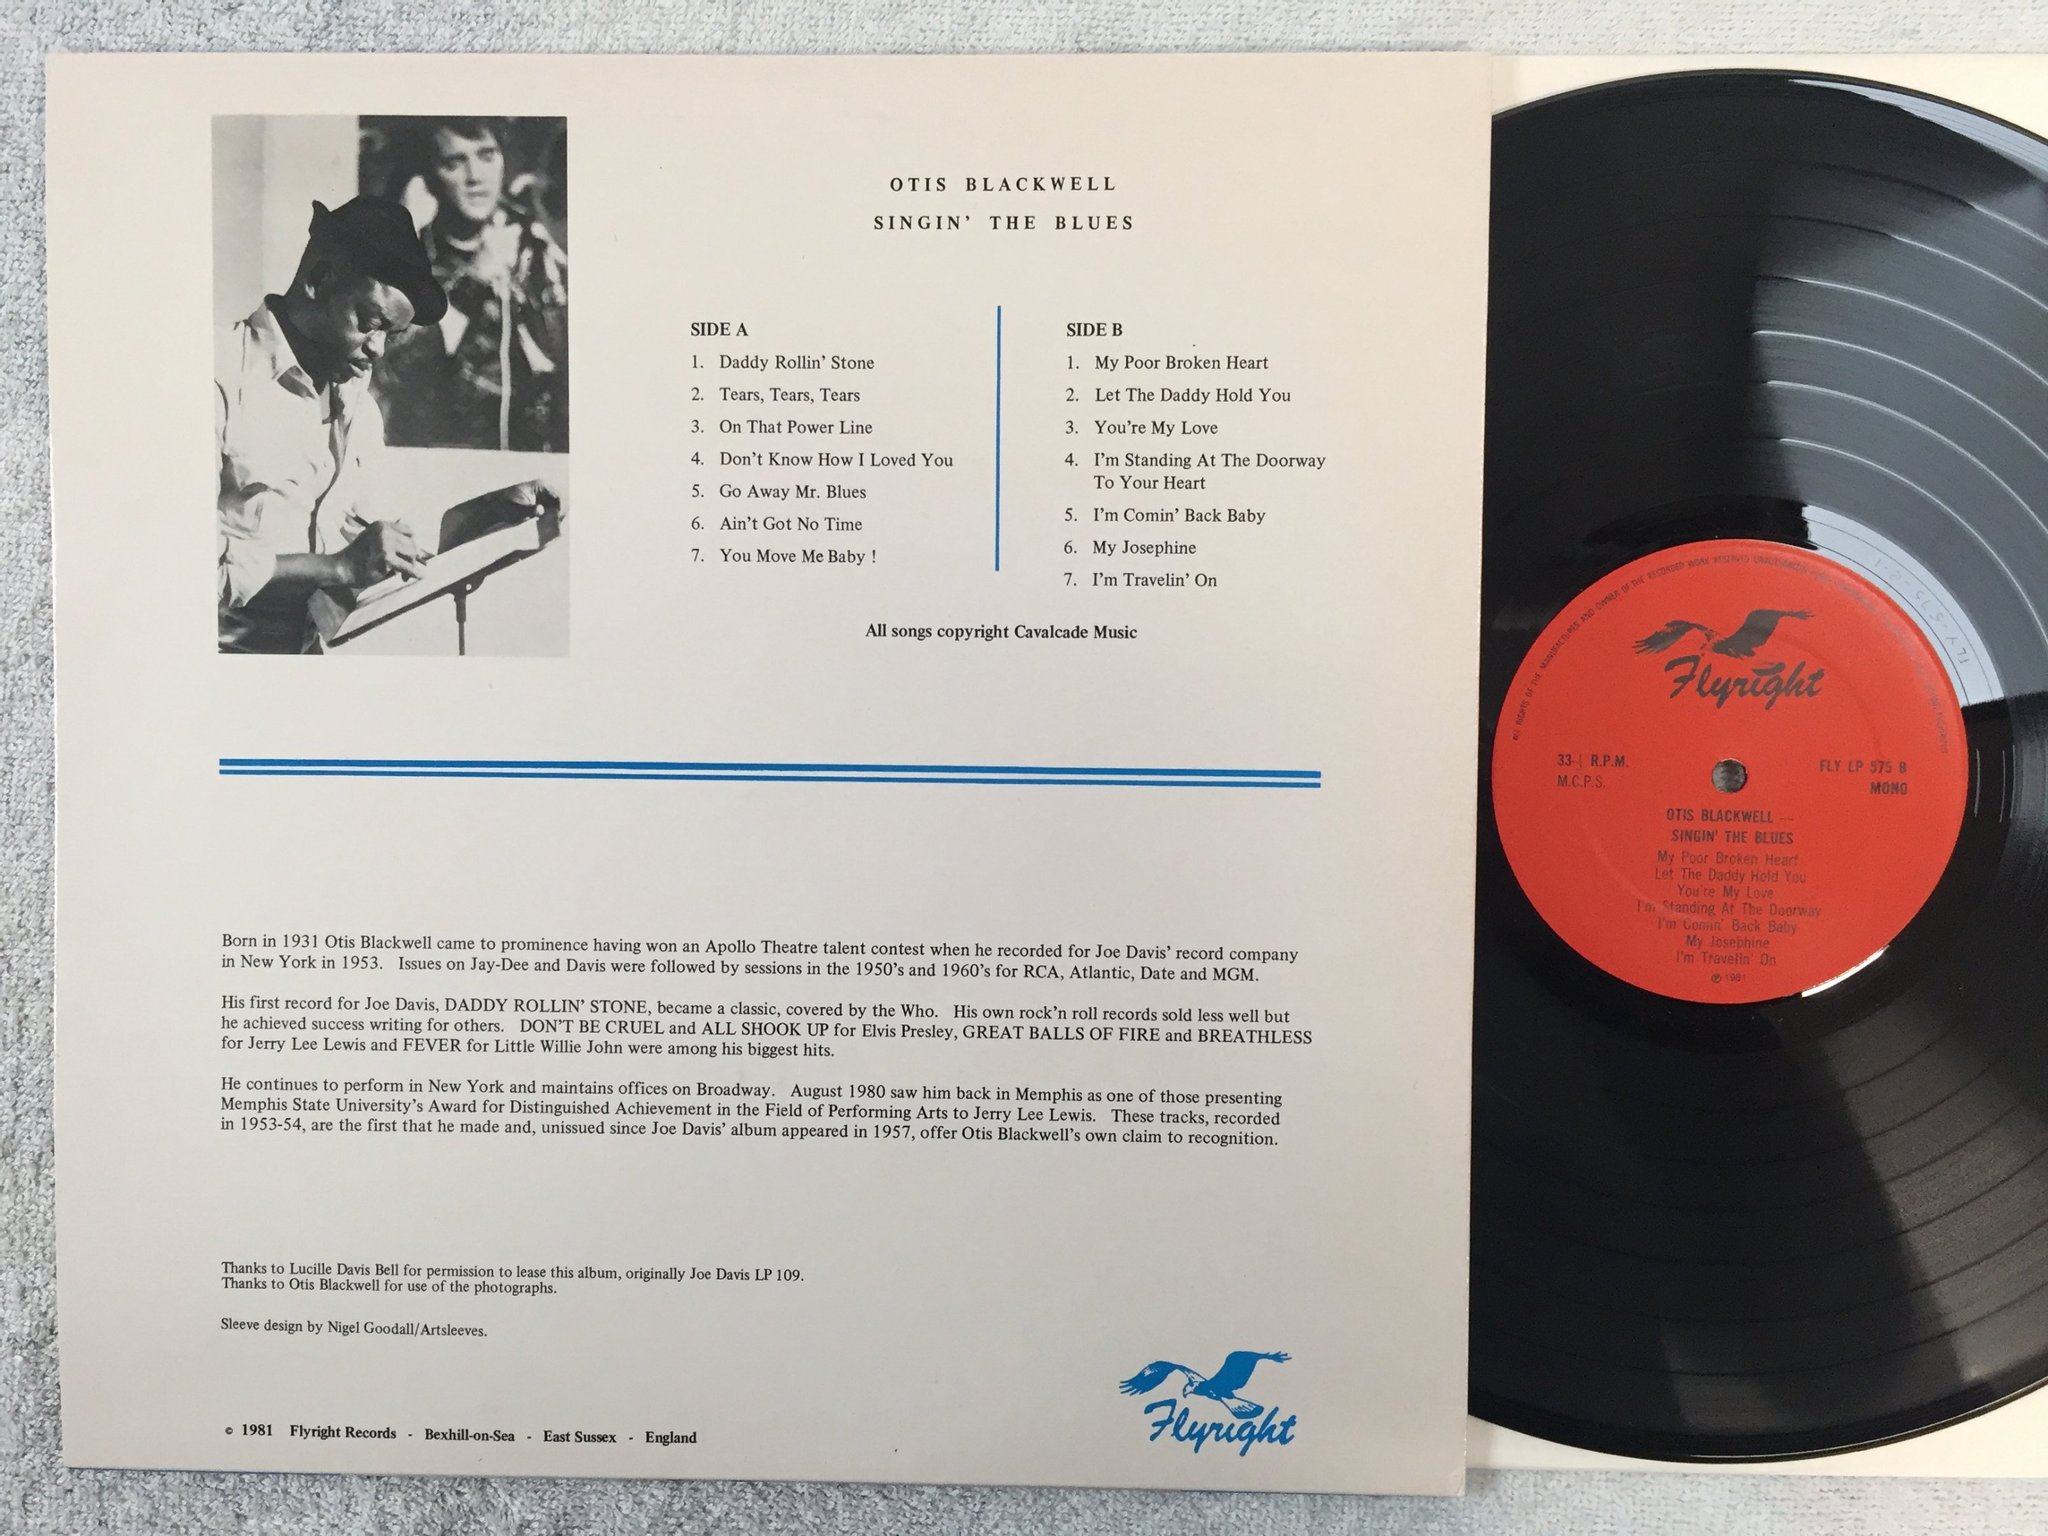 OTIS BLACKWELL
SINGIN' THE BLUES
SIDE A
1. Daddy Rollin' Stone
2. Tears, Tears, Tears
3. On That Power Line
4. Don't Know How I Loved You
5. Go Away Mr. Blues
6. Ain't Got No Time
7. You Move Me Baby !
SIDE B
1. My Poor Broken Heart
2. Let The Daddy Hold You
3. You're My Love
4. I'm Standing At The Doorway
To Your Heart
5. I'm Comin' Back Baby
6. My Josephine
7. I'm Travelin' On
All songs copyright Cavalcade Music
Born in 1931 Otis Blackwell came to prominence having won an Apollo Theatre talent contest when he recorded for Joe Davis' record company
in New York in 1953. Issues on Jay-Dee and Davis were followed by sessions in the 1950's and 1960's for RCA, Atlantic, Date and MGM.
His first record for Joe Davis, DADDY ROLLIN' STONE, became a classic, covered by the Who. His own rock'n roll records sold less well but
he achieved success writing for others. DON'T BE CRUEL and ALL SHOOK UP for Elvis Presley, GREAT BALLS OF FIRE and BREATHLESS
for Jerry Lee Lewis and FEVER for Little Willie John were among his biggest hits.
He continues to perform in New York and maintains offices on Broadway. August 1980 saw him back in Memphis as one of those presenting
Memphis State University's Award for Distinguished Achievement in the Field of Performing Arts to Jerry Lee Lewis. These tracks, recorded
in 1953-54, are the first that he made and, unissued since Joe Davis' album appeared in 1957, offer Otis Blackwell's own claim to recognition.
Thanks to Lucille Davis Bell for permission to lease this album, originally Joe Davis LP 109.
Thanks to Otis Blackwell for use of the photographs.
Sleeve design by Nigel Goodall/Artsleeves.
© 1981 Flyright Records - Bexhill-on-Sea - East Sussex - England
Flyright
ALL RIGHTS OF THE MANUFACTURERS AND OWNER OF THE RECORDED WORK RESERVED UNAUTHORISED
Flyright
33⅓ R.P.M.
M.C.P.S.
FLY LP 575 B
MONO
OTIS BLACKWELL —
SINGIN' THE BLUES
My Poor Broken Heart
Let The Daddy Hold You
You're My Love
I'm Standing At The Doorway
I'm Comin' Back Baby
My Josephine
I'm Travelin' On
℗ 1981